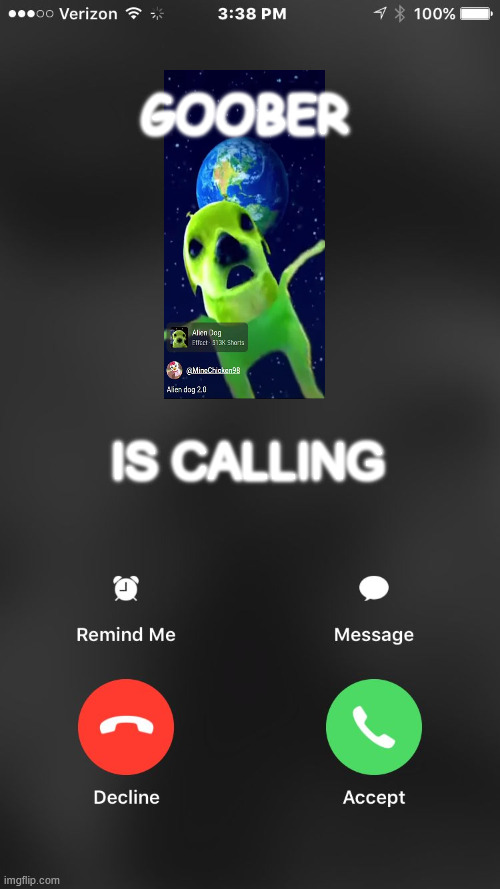 Verizon 3:38 PM 100%
GOOBER
Alien Dog
Effect · 913K Shorts
@MineChicken98
Alien dog 2.0
IS CALLING
Remind Me Message
Decline Accept
imgflip.com